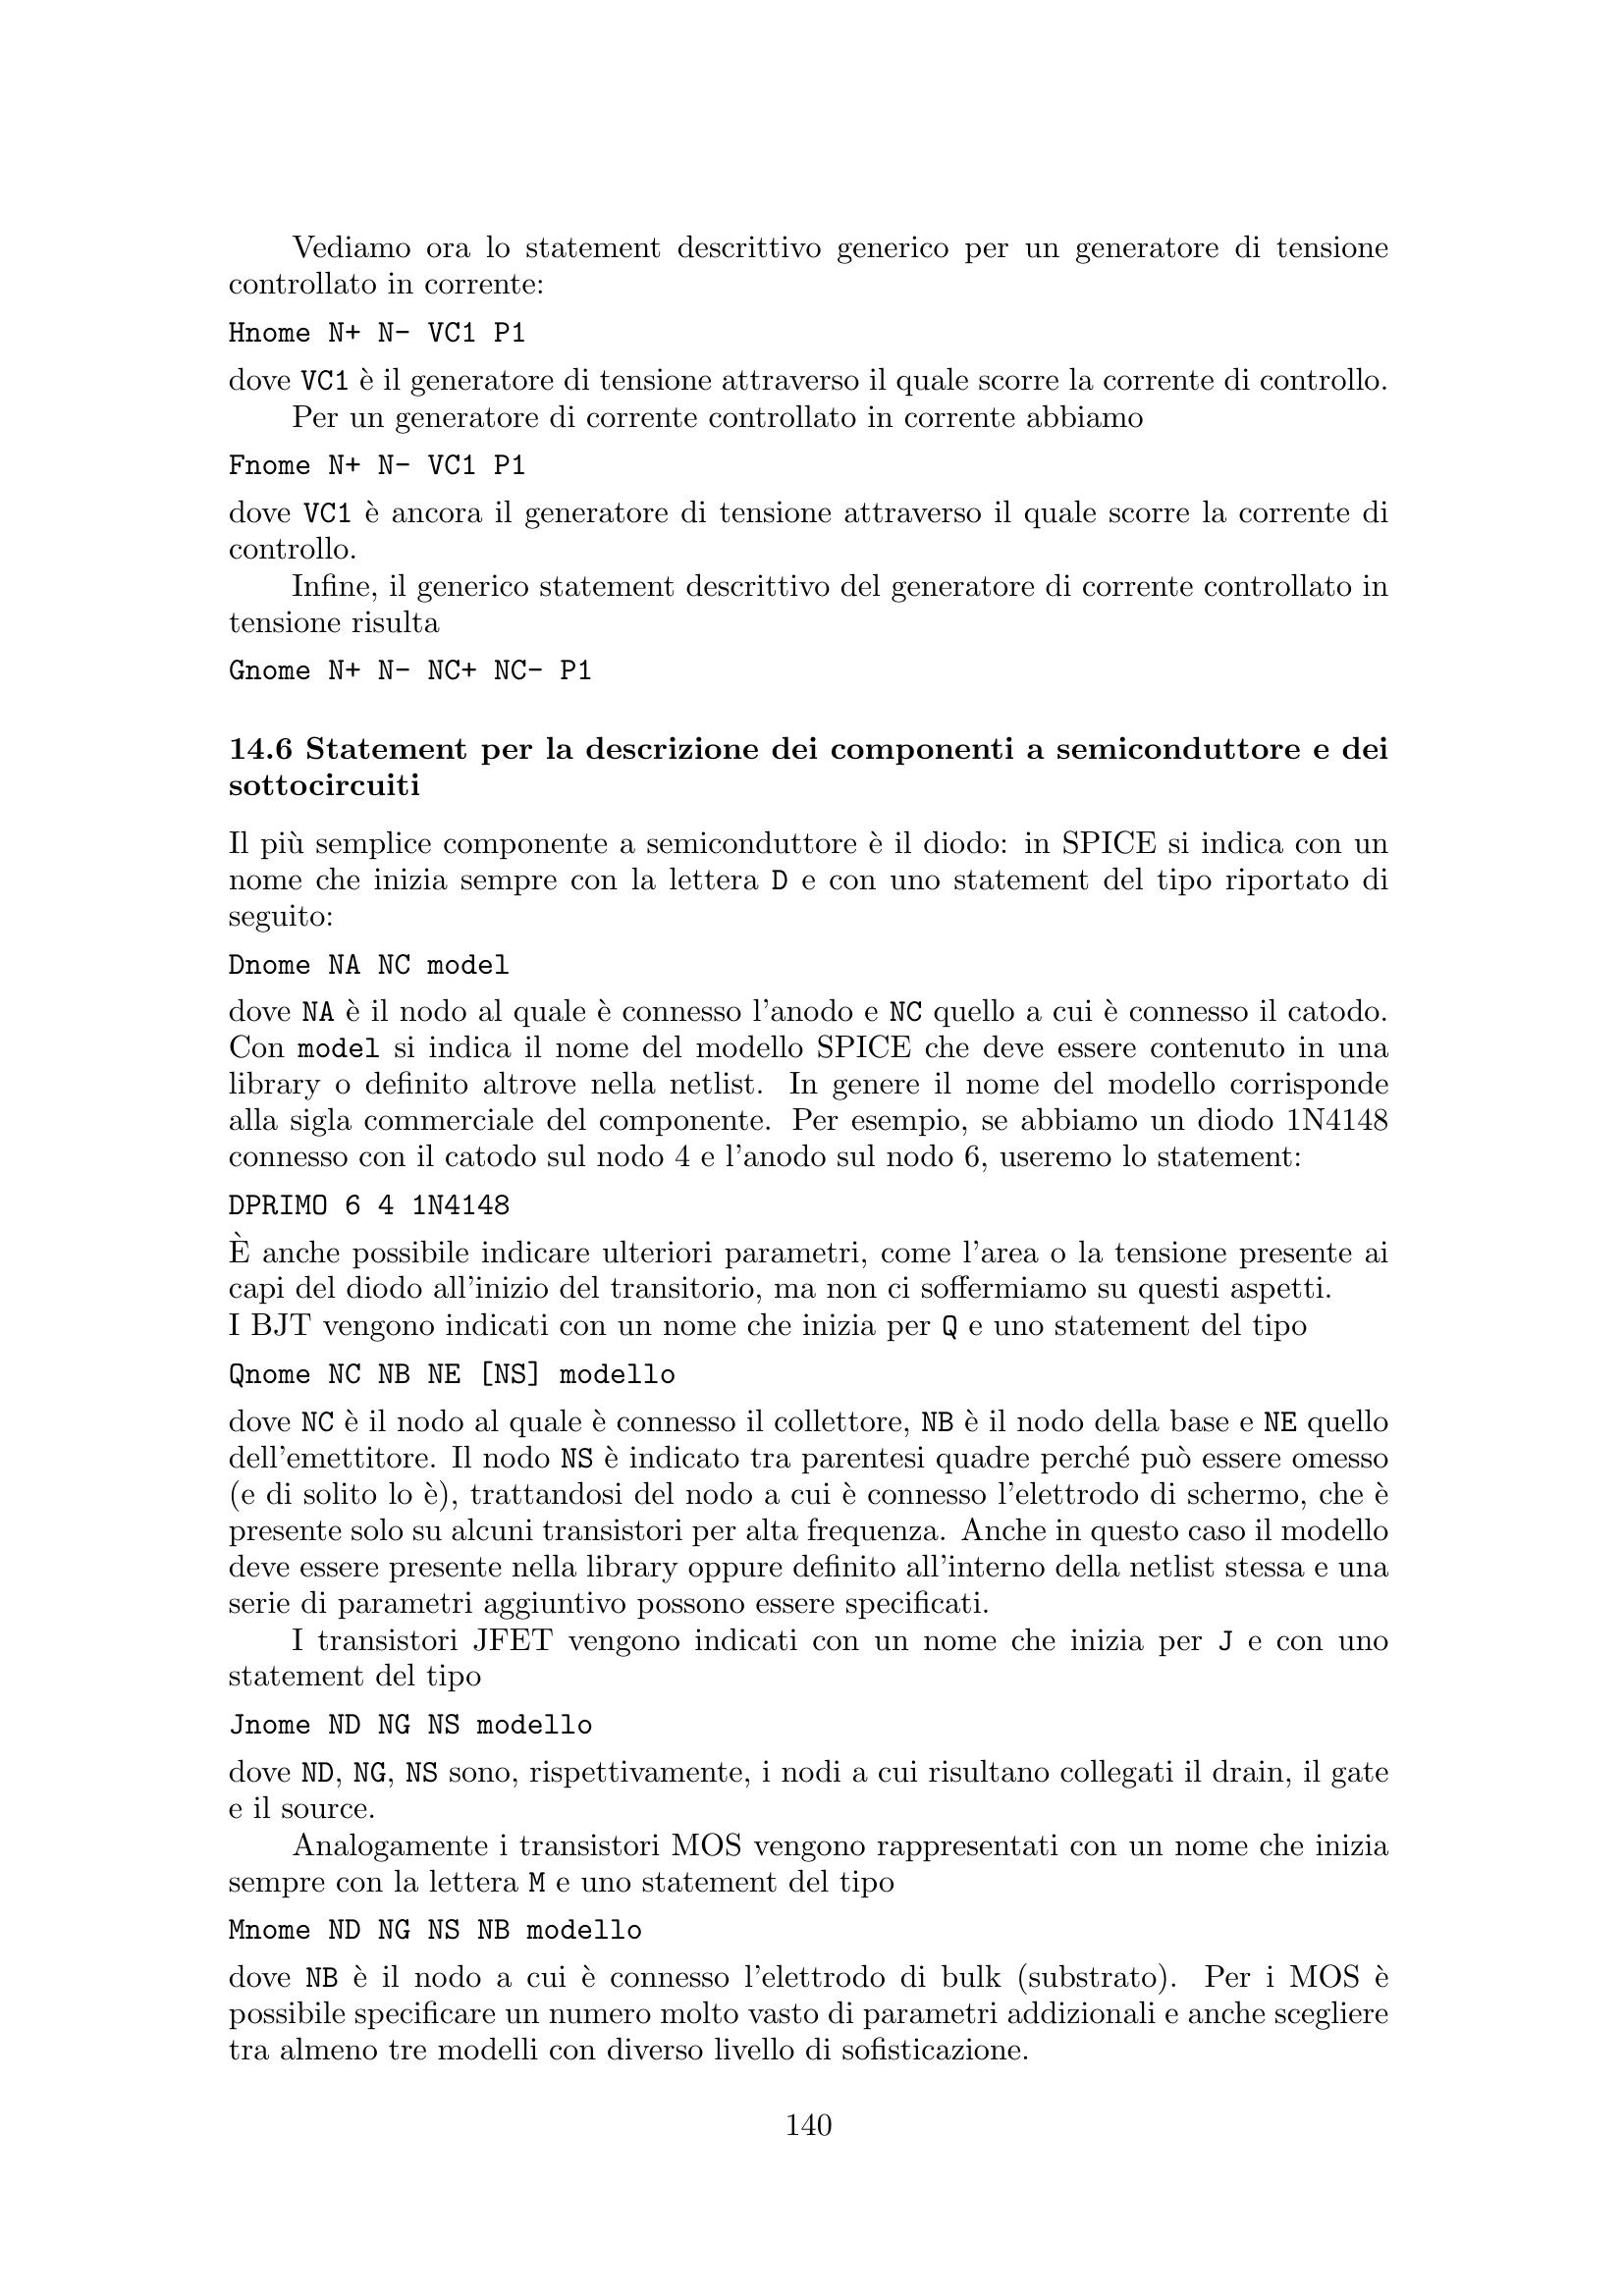 Vediamo ora lo statement descrittivo generico per un generatore di tensione
controllato in corrente:
Hnome N+ N- VC1 P1
dove VC1 è il generatore di tensione attraverso il quale scorre la corrente di controllo.
Per un generatore di corrente controllato in corrente abbiamo
Fnome N+ N- VC1 P1
dove VC1 è ancora il generatore di tensione attraverso il quale scorre la corrente di
controllo.
Infine, il generico statement descrittivo del generatore di corrente controllato in
tensione risulta
Gnome N+ N- NC+ NC- P1
14.6 Statement per la descrizione dei componenti a semiconduttore e dei
sottocircuiti
Il più semplice componente a semiconduttore è il diodo: in SPICE si indica con un
nome che inizia sempre con la lettera D e con uno statement del tipo riportato di
seguito:
Dnome NA NC model
dove NA è il nodo al quale è connesso l'anodo e NC quello a cui è connesso il catodo.
Con model si indica il nome del modello SPICE che deve essere contenuto in una
library o definito altrove nella netlist. In genere il nome del modello corrisponde
alla sigla commerciale del componente. Per esempio, se abbiamo un diodo 1N4148
connesso con il catodo sul nodo 4 e l'anodo sul nodo 6, useremo lo statement:
DPRIMO 6 4 1N4148
È anche possibile indicare ulteriori parametri, come l'area o la tensione presente ai
capi del diodo all'inizio del transitorio, ma non ci soffermiamo su questi aspetti.
I BJT vengono indicati con un nome che inizia per Q e uno statement del tipo
Qnome NC NB NE [NS] modello
dove NC è il nodo al quale è connesso il collettore, NB è il nodo della base e NE quello
dell'emettitore. Il nodo NS è indicato tra parentesi quadre perché può essere omesso
(e di solito lo è), trattandosi del nodo a cui è connesso l'elettrodo di schermo, che è
presente solo su alcuni transistori per alta frequenza. Anche in questo caso il modello
deve essere presente nella library oppure definito all'interno della netlist stessa e una
serie di parametri aggiuntivo possono essere specificati.
I transistori JFET vengono indicati con un nome che inizia per J e con uno
statement del tipo
Jnome ND NG NS modello
dove ND, NG, NS sono, rispettivamente, i nodi a cui risultano collegati il drain, il gate
e il source.
Analogamente i transistori MOS vengono rappresentati con un nome che inizia
sempre con la lettera M e uno statement del tipo
Mnome ND NG NS NB modello
dove NB è il nodo a cui è connesso l'elettrodo di bulk (substrato). Per i MOS è
possibile specificare un numero molto vasto di parametri addizionali e anche scegliere
tra almeno tre modelli con diverso livello di sofisticazione.
140